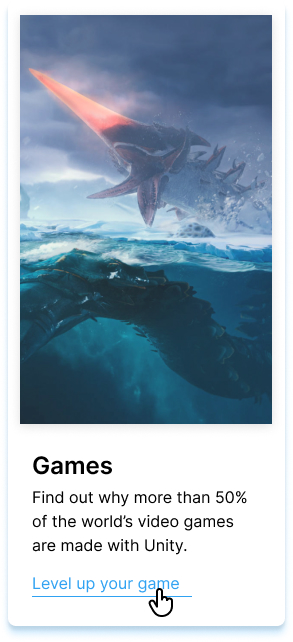 Games
Find out why more than 50%
of the world’s video games
are made with Unity.
Level up your game